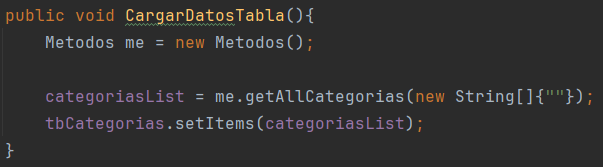 public void CargarDatosTabla(){
Metodos me = new Metodos();
categoriasList = me.getAllCategorias(new String[]{""});
tbCategorias.setItems(categoriasList);
}